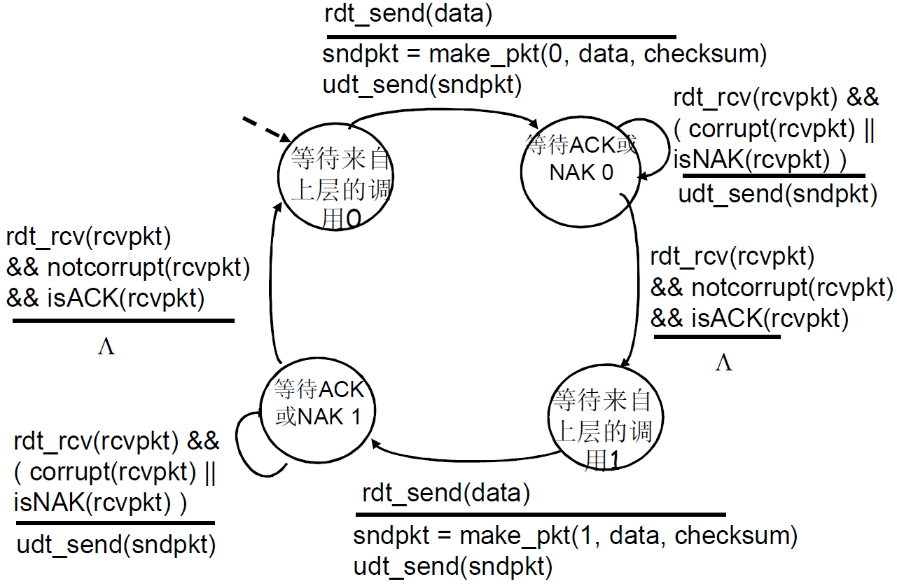 rdt_send(data)
sndpkt = make_pkt(0, data, checksum)
udt_send(sndpkt)
rdt_rcv(rcvpkt) &&
( corrupt(rcvpkt) ||
isNAK(rcvpkt) )
udt_send(sndpkt)
等待来自
上层的调
用0
等待ACK或
NAK 0
rdt_rcv(rcvpkt)
&& notcorrupt(rcvpkt)
&& isACK(rcvpkt)
Λ
rdt_rcv(rcvpkt)
&& notcorrupt(rcvpkt)
&& isACK(rcvpkt)
Λ
等待ACK
或NAK 1
等待来自
上层的调
用1
rdt_rcv(rcvpkt) &&
( corrupt(rcvpkt) ||
isNAK(rcvpkt) )
udt_send(sndpkt)
rdt_send(data)
sndpkt = make_pkt(1, data, checksum)
udt_send(sndpkt)